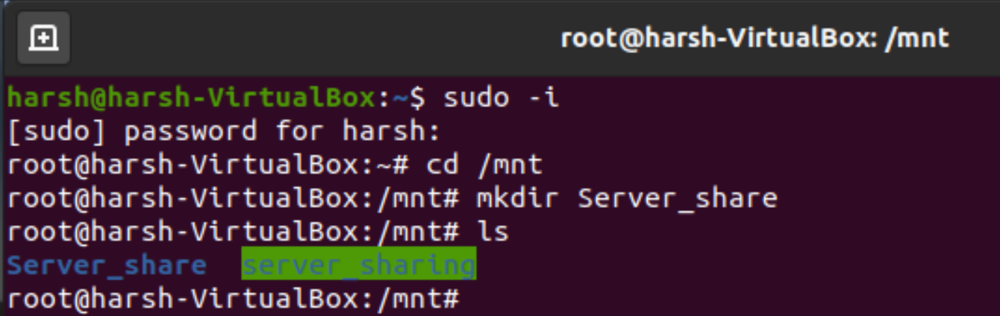 root@harsh-VirtualBox: /mnt
harsh@harsh-VirtualBox:~$ sudo -i
[sudo] password for harsh:
root@harsh-VirtualBox:~# cd /mnt
root@harsh-VirtualBox:/mnt# mkdir Server_share
root@harsh-VirtualBox:/mnt# ls
Server_share  server_sharing
root@harsh-VirtualBox:/mnt#